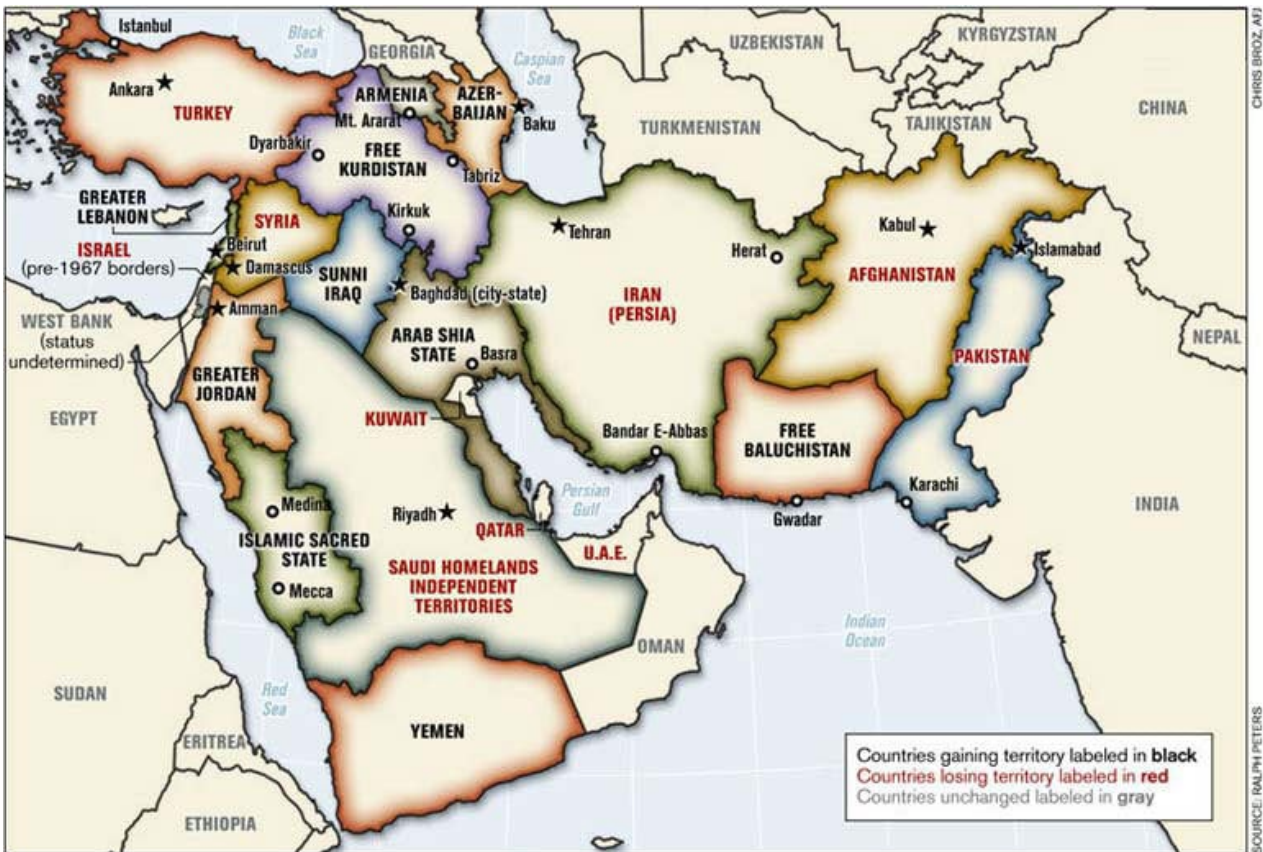 Istanbul
Black
Sea
GEORGIA
Caspian
Sea
UZBEKISTAN
KYRGYZSTAN
CHRIS BROZ, AFJ
Ankara
TURKEY
ARMENIA
Mt. Ararat
AZER-
BAIJAN
Baku
TURKMENISTAN
TAJIKISTAN
CHINA
Dyarbakir
FREE
KURDISTAN
Tabriz
GREATER
LEBANON
SYRIA
Kirkuk
Tehran
Herat
Kabul
Islamabad
ISRAEL
(pre-1967 borders)
Beirut
Damascus
SUNNI
IRAQ
Baghdad (city-state)
IRAN
(PERSIA)
AFGHANISTAN
WEST BANK
(status
undetermined)
Amman
ARAB SHIA
STATE
Basra
PAKISTAN
NEPAL
GREATER
JORDAN
EGYPT
KUWAIT
Bandar E-Abbas
FREE
BALUCHISTAN
Medina
Riyadh
Persian
Gulf
Gwadar
Karachi
INDIA
ISLAMIC SACRED
STATE
QATAR
U.A.E.
Mecca
SAUDI HOMELANDS
INDEPENDENT
TERRITORIES
Indian
Ocean
OMAN
SUDAN
Red
Sea
YEMEN
ERITREA
ETHIOPIA
Countries gaining territory labeled in black
Countries losing territory labeled in red
Countries unchanged labeled in gray
SOURCE: RALPH PETERS